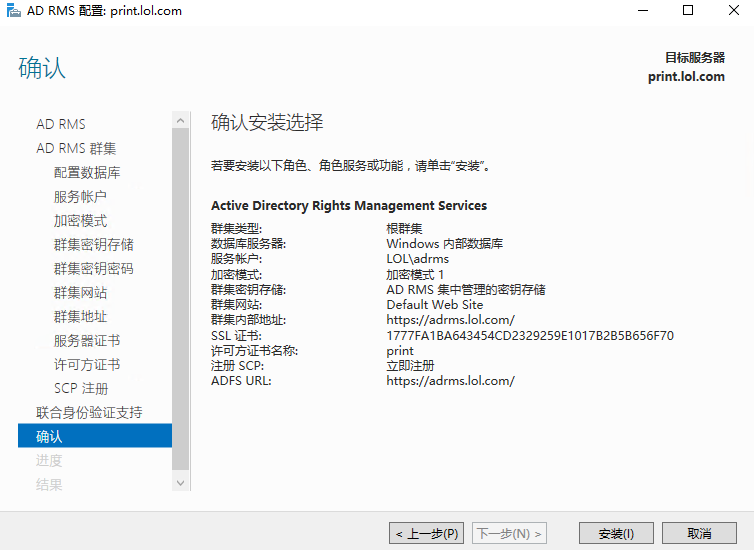 AD RMS 配置: print.lol.com
确认
目标服务器
print.lol.com
AD RMS
AD RMS 群集
配置数据库
服务帐户
加密模式
群集密钥存储
群集密钥密码
群集网站
群集地址
服务器证书
许可方证书
SCP 注册
联合身份验证支持
确认
进度
结果
确认安装选择
若要安装以下角色、角色服务或功能，请单击“安装”。
Active Directory Rights Management Services
群集类型: 根群集
数据库服务器: Windows 内部数据库
服务帐户: LOL\adrms
加密模式: 加密模式 1
群集密钥存储: AD RMS 集中管理的密钥存储
群集网站: Default Web Site
群集内部地址: https://adrms.lol.com/
SSL 证书: 1777FA1BA643454CD2329259E1017B2B5B656F70
许可方证书名称: print
注册 SCP: 立即注册
ADFS URL: https://adrms.lol.com/
< 上一步(P) 下一步(N) > 安装(I) 取消